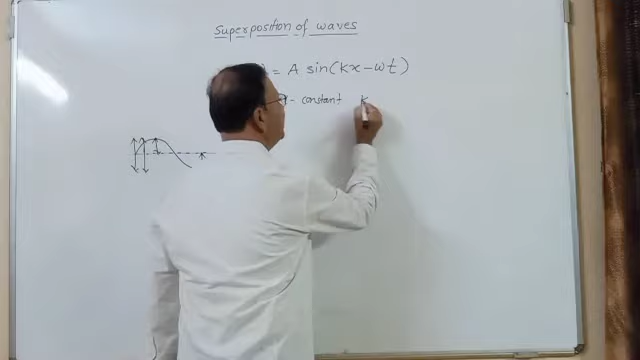 Superposition of waves
= A sin(kx-ωt)
- constant k